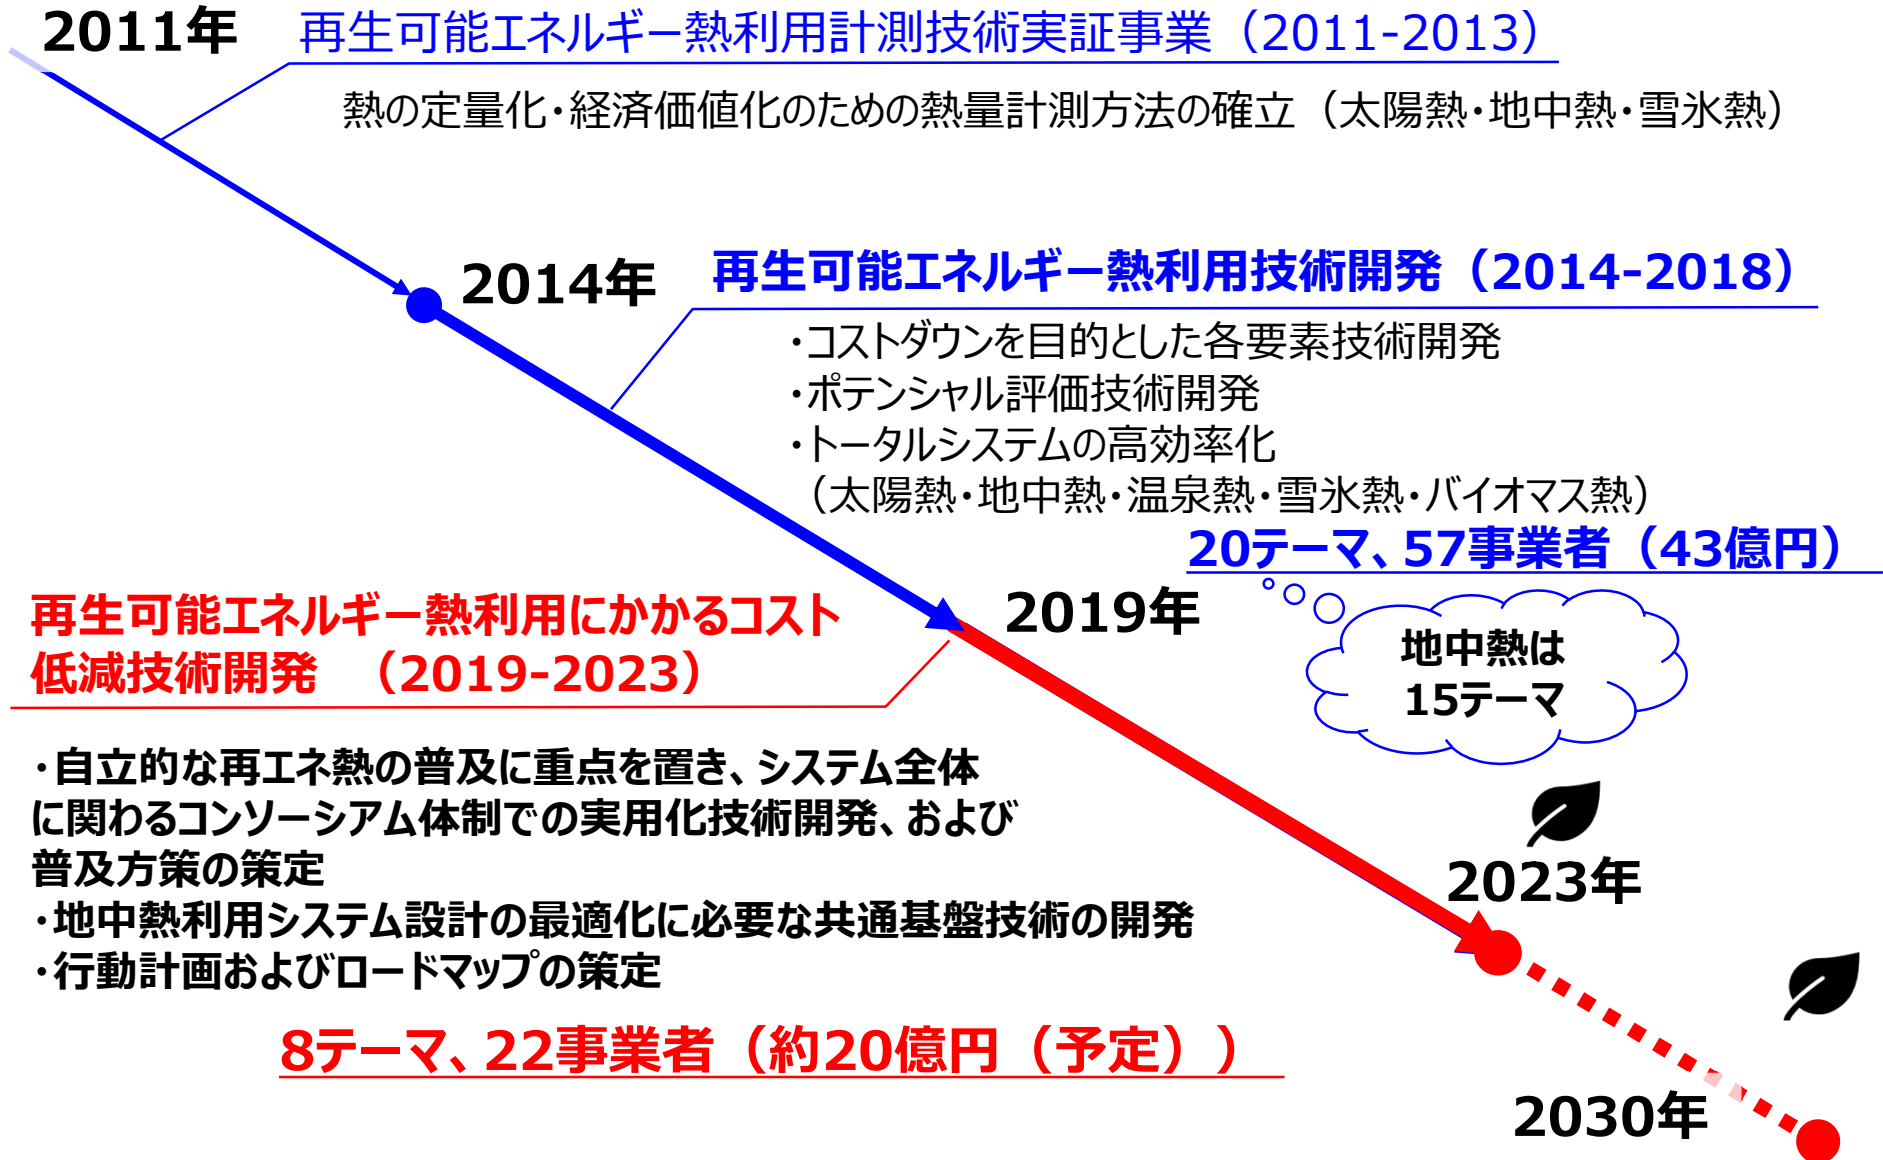 2011年
再生可能エネルギー熱利用計測技術実証事業（2011-2013）
熱の定量化・経済価値化のための熱量計測方法の確立（太陽熱・地中熱・雪氷熱）
2014年
再生可能エネルギー熱利用技術開発（2014-2018）
・コストダウンを目的とした各要素技術開発
・ポテンシャル評価技術開発
・トータルシステムの高効率化
（太陽熱・地中熱・温泉熱・雪氷熱・バイオマス熱）
20テーマ、57事業者（43億円）
地中熱は
15テーマ
2019年
再生可能エネルギー熱利用にかかるコスト
低減技術開発　（2019-2023）
・自立的な再エネ熱の普及に重点を置き、システム全体
に関わるコンソーシアム体制での実用化技術開発、および
普及方策の策定
・地中熱利用システム設計の最適化に必要な共通基盤技術の開発
・行動計画およびロードマップの策定
8テーマ、22事業者（約20億円（予定））
2023年
2030年